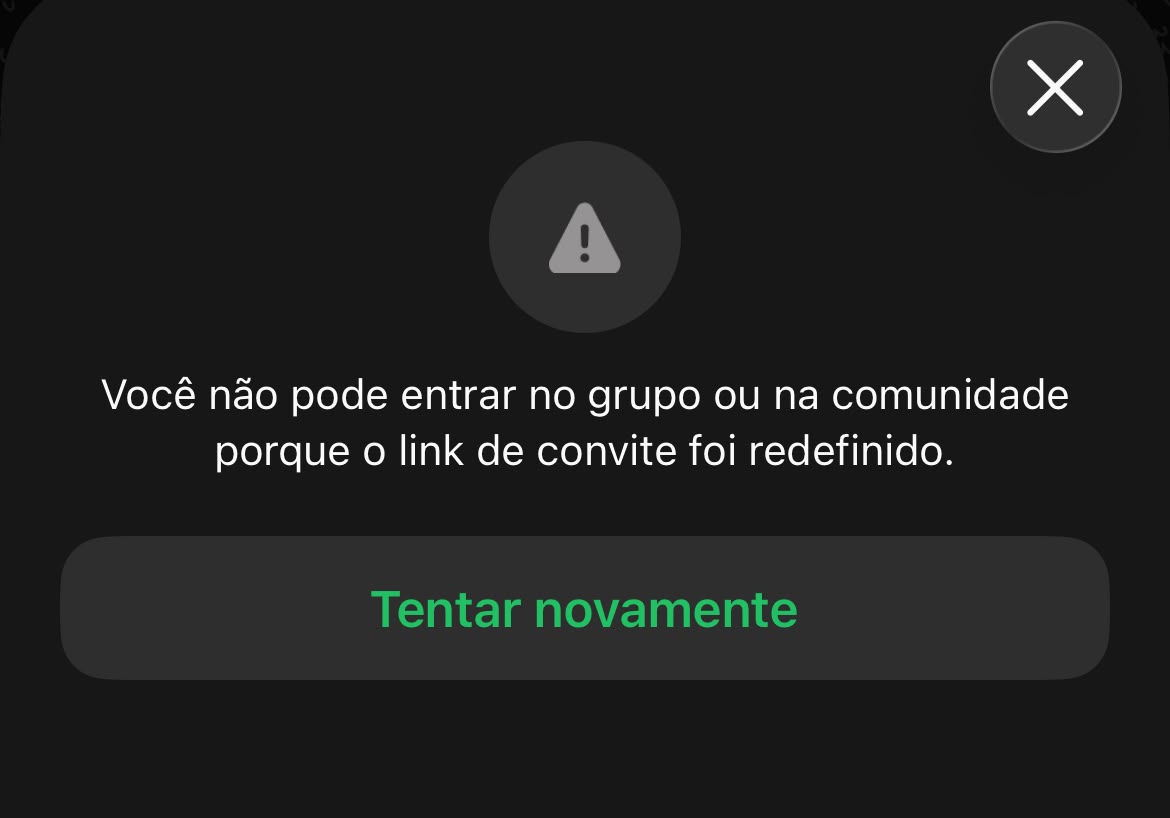 Você não pode entrar no grupo ou na comunidade
porque o link de convite foi redefinido.
Tentar novamente